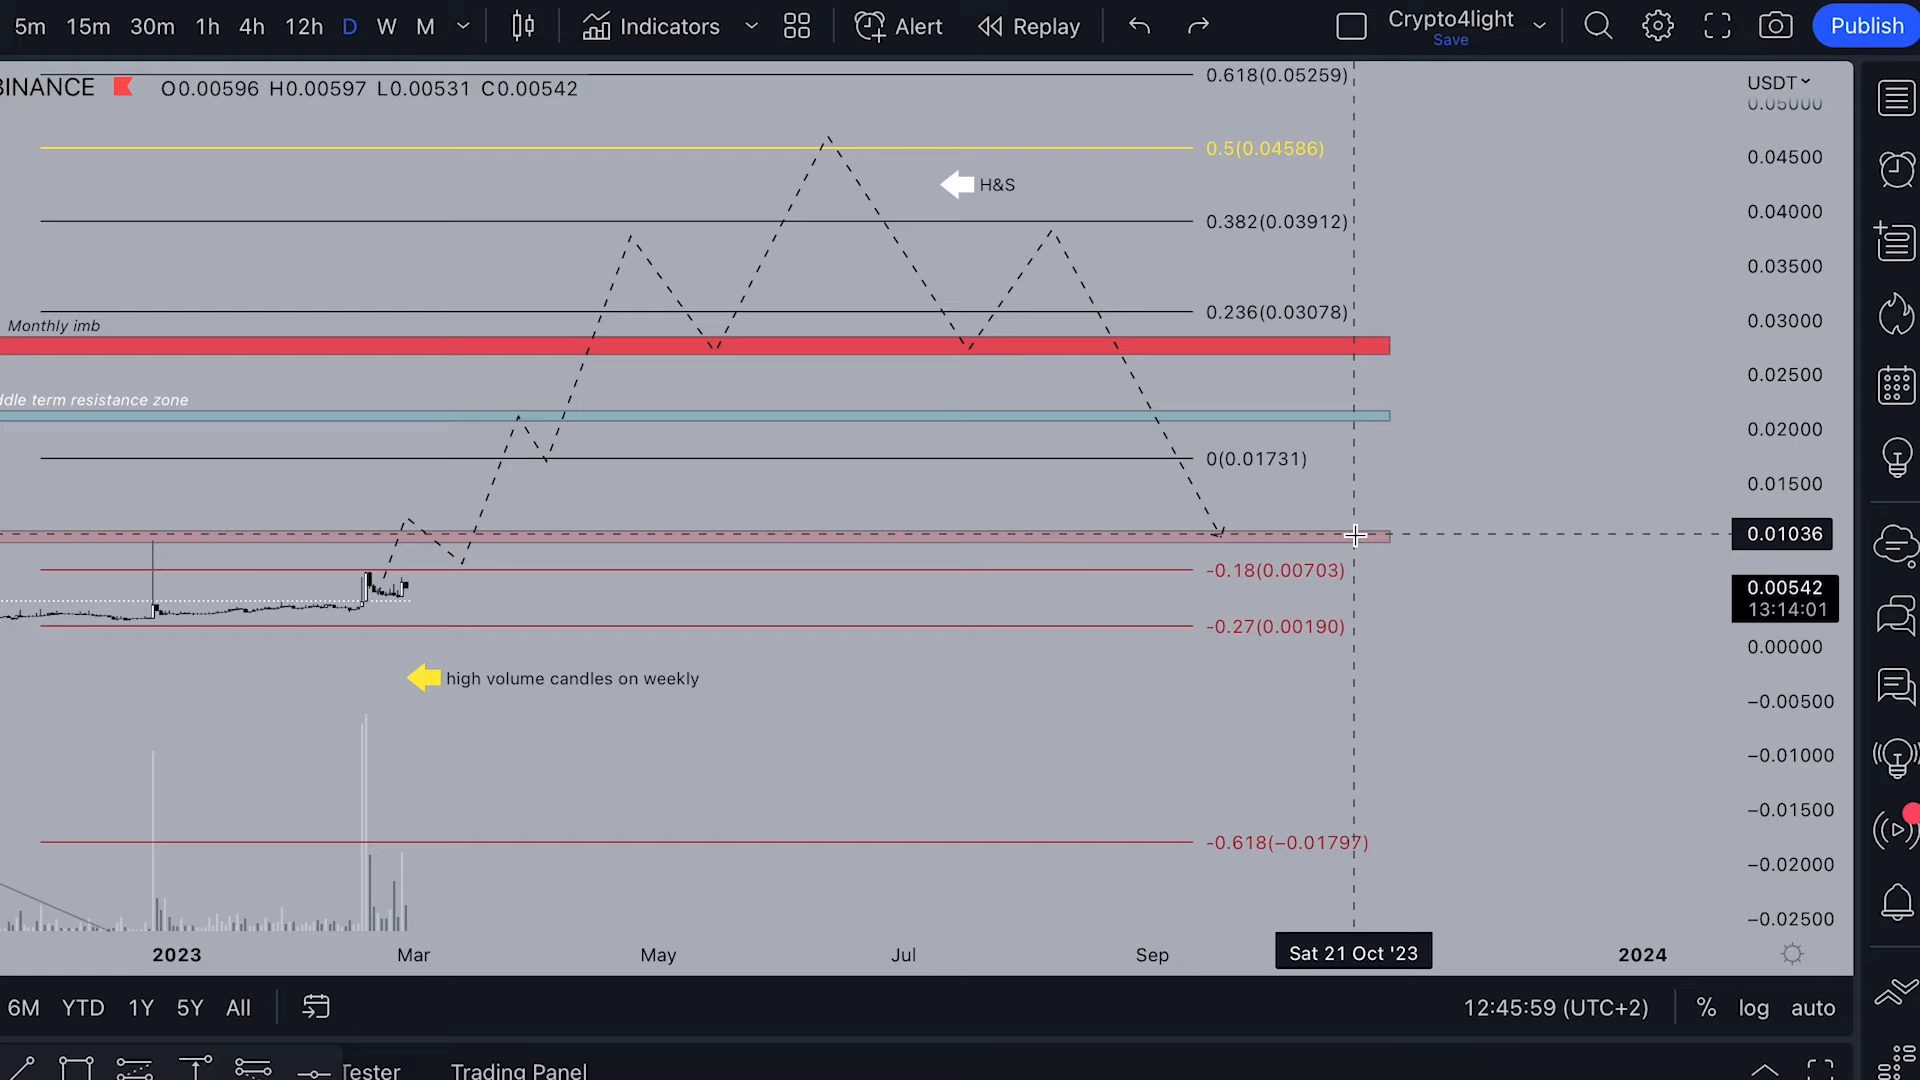 5m 15m 30m 1h 4h 12h D W M Indicators Alert Replay Crypto4light Publish
Save
BINANCE O0.00596 H0.00597 L0.00531 C0.00542
0.618(0.05259)
USDT
0.05000
0.5(0.04586)
0.04500
H&S
0.04000
0.382(0.03912)
0.03500
0.236(0.03078)
0.03000
Monthly imb
0.02500
ddle term resistance zone
0.02000
0(0.01731)
0.01500
0.01036
-0.18(0.00703)
0.00542
13:14:01
-0.27(0.00190)
0.00000
high volume candles on weekly
−0.00500
−0.01000
−0.01500
-0.618(−0.01797)
−0.02000
−0.02500
2023 Mar May Jul Sep Sat 21 Oct '23 2024
6M YTD 1Y 5Y All 12:45:59 (UTC+2) % log auto
Tester Trading Panel